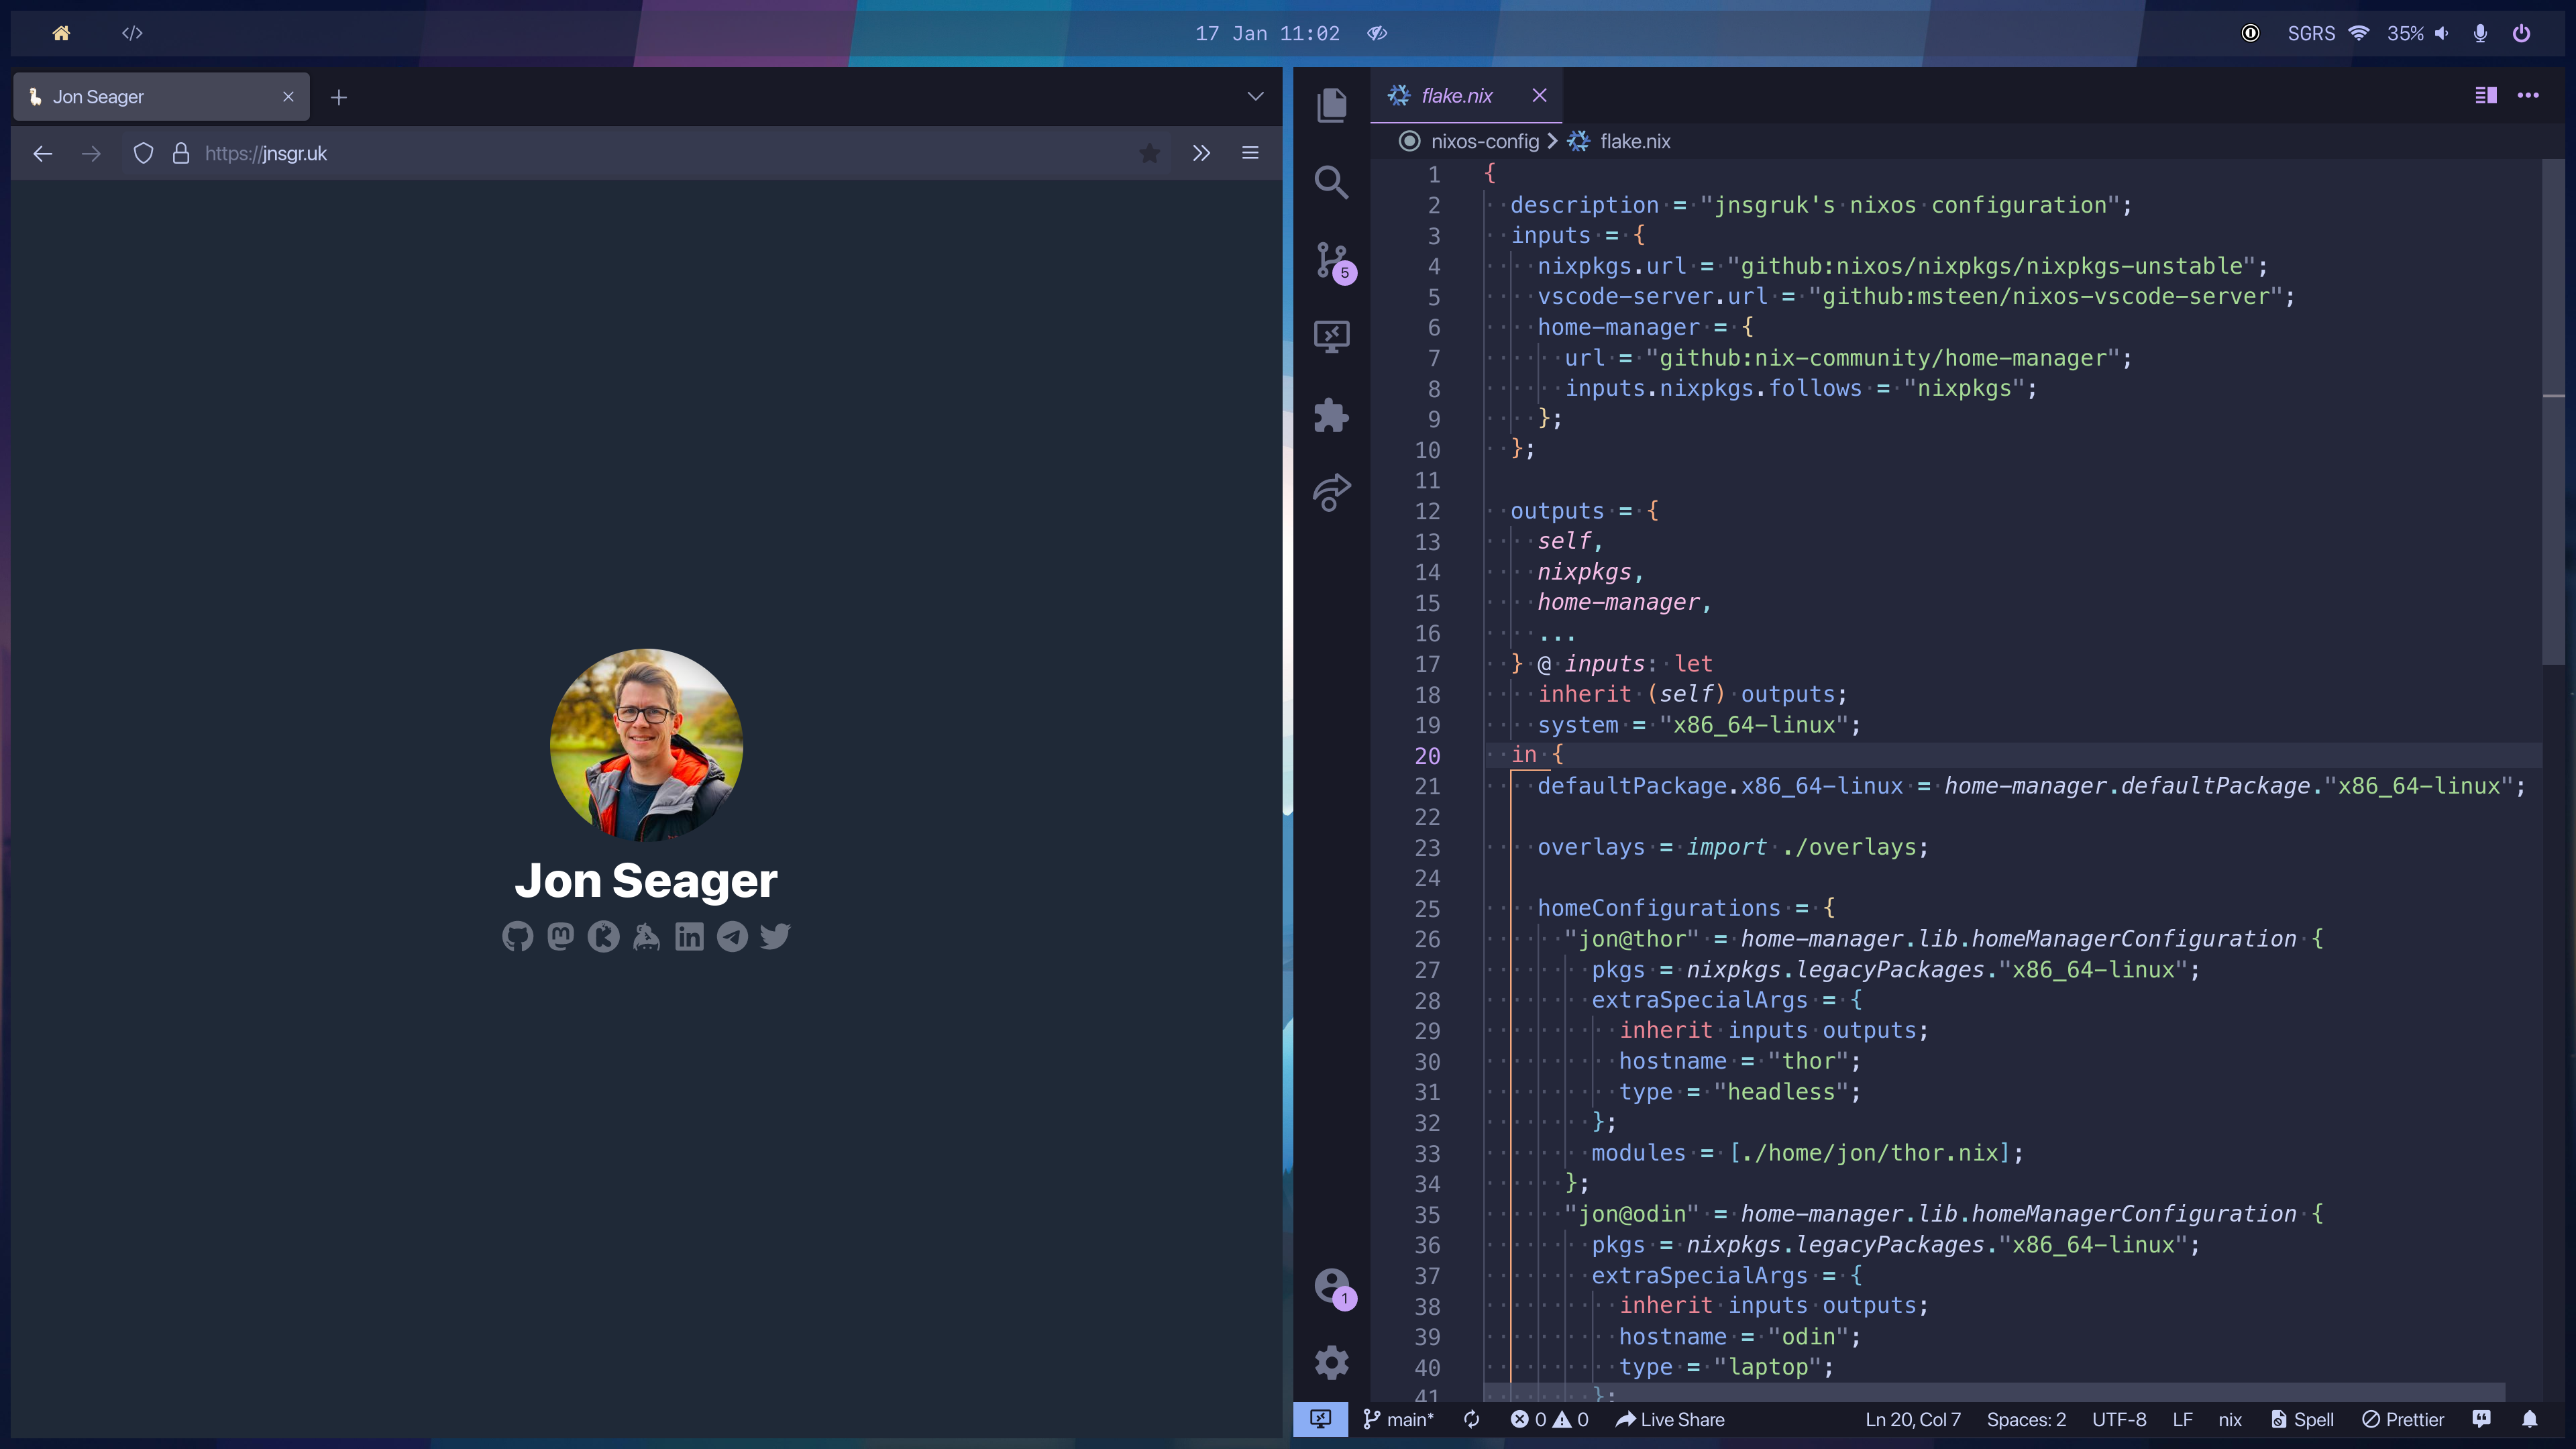 17 Jan 11:02
SGRS 35%
Jon Seager
https://jnsgr.uk
Jon Seager
flake.nix
nixos-config flake.nix
5
1
1 {
2 description = "jnsgruk's nixos configuration";
3 inputs = {
4 nixpkgs.url = "github:nixos/nixpkgs/nixpkgs-unstable";
5 vscode-server.url = "github:msteen/nixos-vscode-server";
6 home-manager = {
7 url = "github:nix-community/home-manager";
8 inputs.nixpkgs.follows = "nixpkgs";
9 };
10 };
11
12 outputs = {
13 self,
14 nixpkgs,
15 home-manager,
16 ...
17 } @ inputs: let
18 inherit (self) outputs;
19 system = "x86_64-linux";
20 in {
21 defaultPackage.x86_64-linux = home-manager.defaultPackage."x86_64-linux";
22
23 overlays = import ./overlays;
24
25 homeConfigurations = {
26 "jon@thor" = home-manager.lib.homeManagerConfiguration {
27 pkgs = nixpkgs.legacyPackages."x86_64-linux";
28 extraSpecialArgs = {
29 inherit inputs outputs;
30 hostname = "thor";
31 type = "headless";
32 };
33 modules = [./home/jon/thor.nix];
34 };
35 "jon@odin" = home-manager.lib.homeManagerConfiguration {
36 pkgs = nixpkgs.legacyPackages."x86_64-linux";
37 extraSpecialArgs = {
38 inherit inputs outputs;
39 hostname = "odin";
40 type = "laptop";
41 };
main* 0 0 Live Share Ln 20, Col 7 Spaces: 2 UTF-8 LF nix Spell Prettier